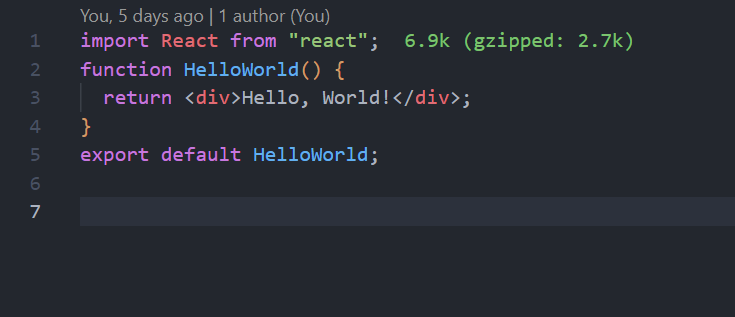 You, 5 days ago | 1 author (You)
1 import React from "react"; 6.9k (gzipped: 2.7k)
2 function HelloWorld() {
3   return <div>Hello, World!</div>;
4 }
5 export default HelloWorld;
6
7